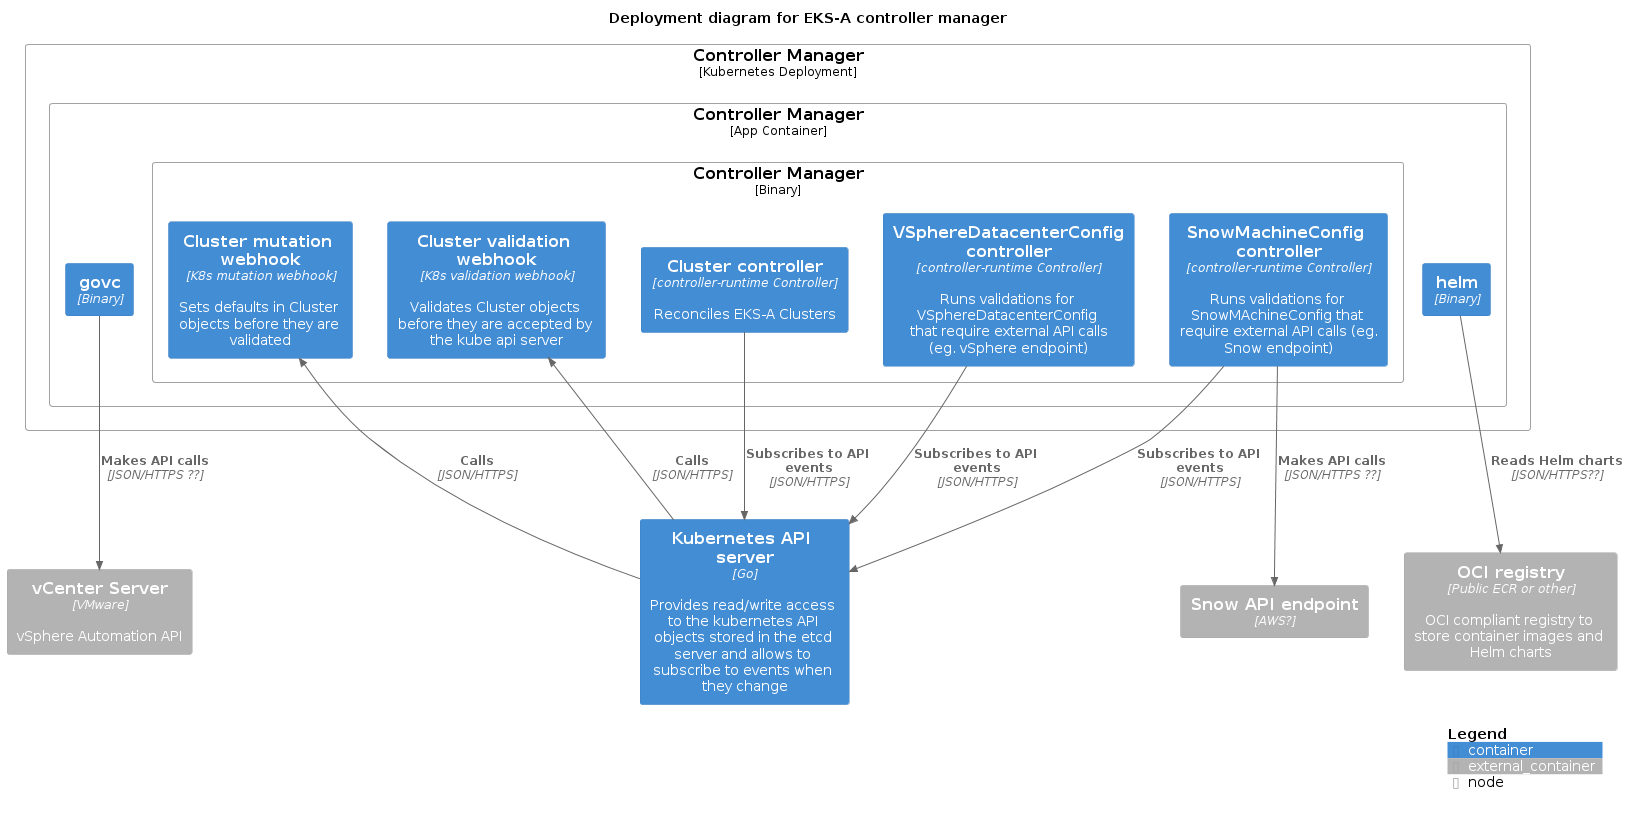 Deployment diagram for EKS-A controller manager
Controller Manager
[Kubernetes Deployment]
Controller Manager
[App Container]
Controller Manager
[Binary]
govc
[Binary]
Cluster mutation
webhook
[K8s mutation webhook]
Sets defaults in Cluster
objects before they are
validated
Cluster validation
webhook
[K8s validation webhook]
Validates Cluster objects
before they are accepted by
the kube api server
Cluster controller
[controller-runtime Controller]
Reconciles EKS-A Clusters
VSphereDatacenterConfig
controller
[controller-runtime Controller]
Runs validations for
VSphereDatacenterConfig
that require external API calls
(eg. vSphere endpoint)
SnowMachineConfig
controller
[controller-runtime Controller]
Runs validations for
SnowMAchineConfig that
require external API calls (eg.
Snow endpoint)
helm
[Binary]
Makes API calls
[JSON/HTTPS ??]
Calls
[JSON/HTTPS]
Calls
[JSON/HTTPS]
Subscribes to API
events
[JSON/HTTPS]
Subscribes to API
events
[JSON/HTTPS]
Subscribes to API
events
[JSON/HTTPS]
Makes API calls
[JSON/HTTPS ??]
Reads Helm charts
[JSON/HTTPS??]
vCenter Server
[VMware]
vSphere Automation API
Kubernetes API
server
[Go]
Provides read/write access
to the kubernetes API
objects stored in the etcd
server and allows to
subscribe to events when
they change
Snow API endpoint
[AWS?]
OCI registry
[Public ECR or other]
OCI compliant registry to
store container images and
Helm charts
Legend
container
external_container
node